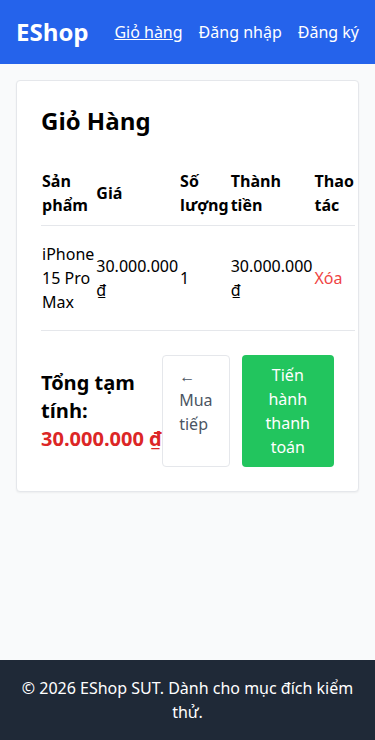 EShop Giỏ hàng Đăng nhập Đăng ký
Giỏ Hàng
Sản phẩm Giá Số lượng Thành tiền Thao tác
iPhone 15 Pro Max 30.000.000 ₫ 1 30.000.000 ₫ Xóa
Tổng tạm
tính:
30.000.000 ₫
← Mua tiếp
Tiến hành thanh toán
© 2026 EShop SUT. Dành cho mục đích kiểm
thử.